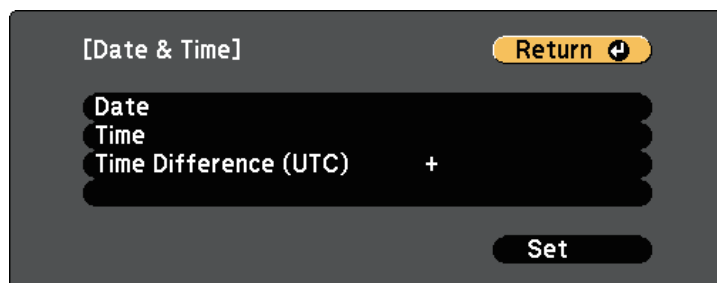 [Date & Time]
Return
Date
Time
Time Difference (UTC) +
Set